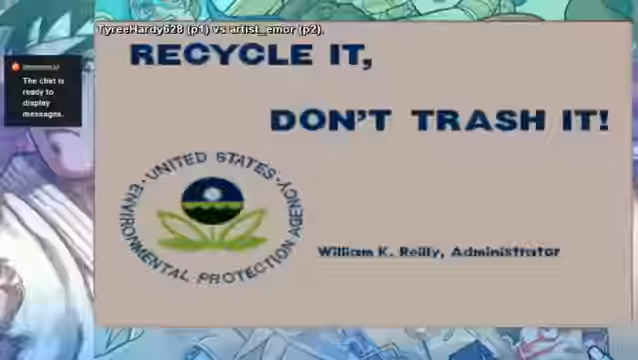 TyreeHardy628 (p1) vs artist_emor (p2).
The chat is
ready to
display
messages.
RECYCLE IT,
DON'T TRASH IT!
UNITED STATES
ENVIRONMENTAL PROTECTION AGENCY
William K. Reilly, Administrator